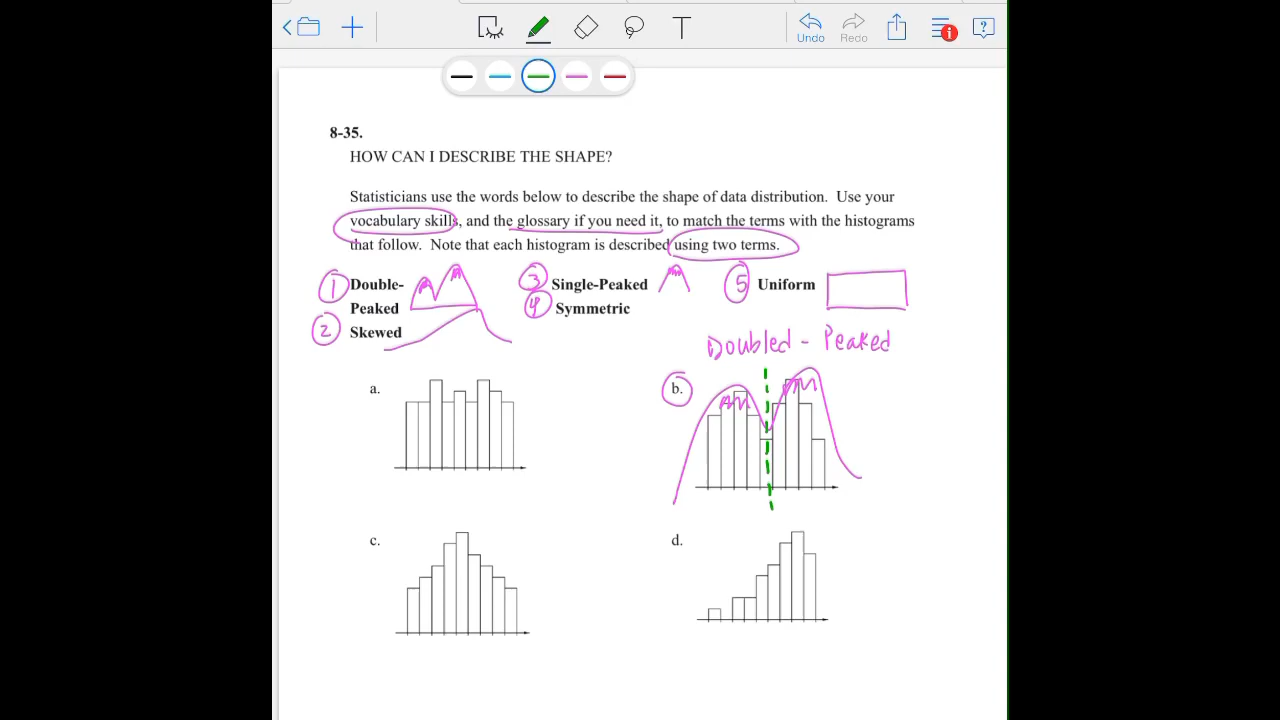 Undo
Redo
i
?
T
8-35.
HOW CAN I DESCRIBE THE SHAPE?
Statisticians use the words below to describe the shape of data distribution. Use your
vocabulary skills, and the glossary if you need it, to match the terms with the histograms
that follow. Note that each histogram is described using two terms.
1 Double- 3 Single-Peaked 5 Uniform
Peaked 4 Symmetric
2 Skewed
Doubled - Peaked
a. b.
c. d.